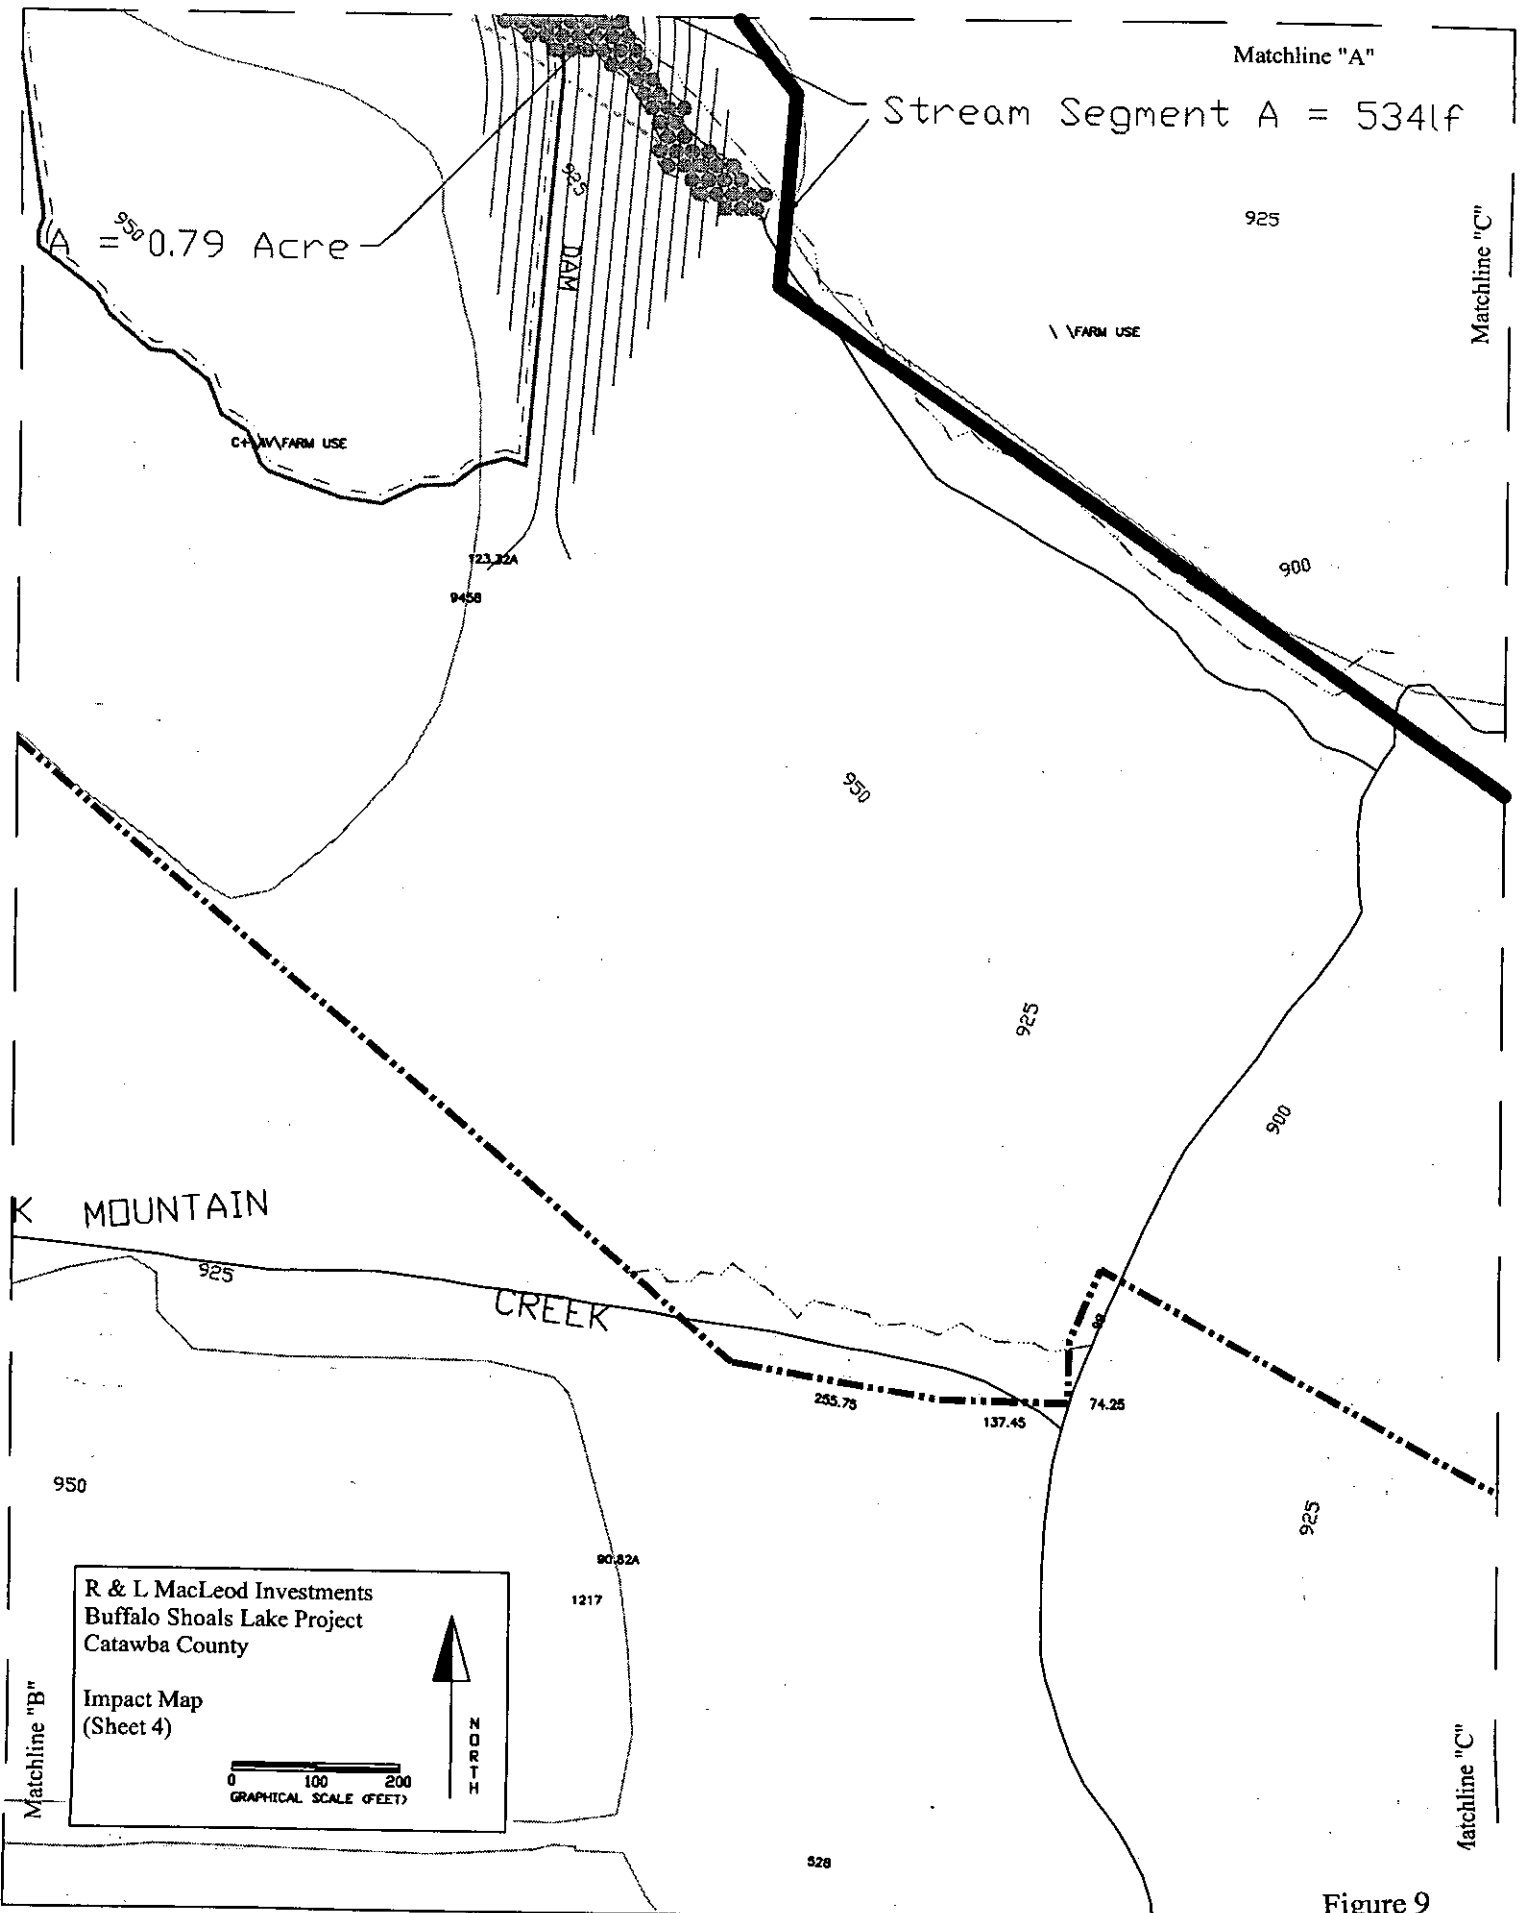 Matchline "A"
Stream Segment A = 534lf
925
Matchline "C"
925
950
A = 0.79 Acre
DAM
\ \FARM USE
FARM USE
900
9458
950
925
900
K MOUNTAIN
925
CREEK
255.75
137.45
74.25
950
925
90.82A
1217
R & L MacLeod Investments
Buffalo Shoals Lake Project
Catawba County
Impact Map
(Sheet 4)
NORTH
0 100 200
GRAPHICAL SCALE (FEET)
Matchline "B"
Matchline "C"
528
Figure 9